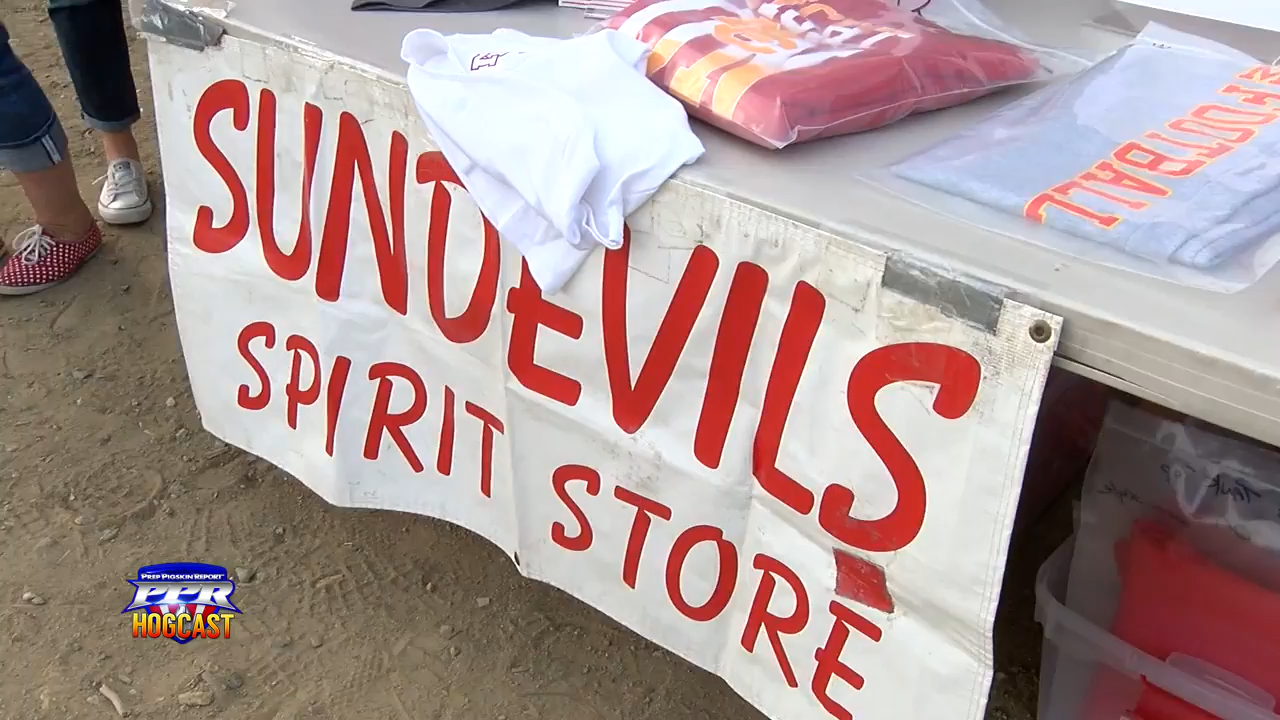 SUNDEVILS
SPIRIT STORE
FOOTBALL
PREP PIGSKIN REPORT
PPR
HOGCAST